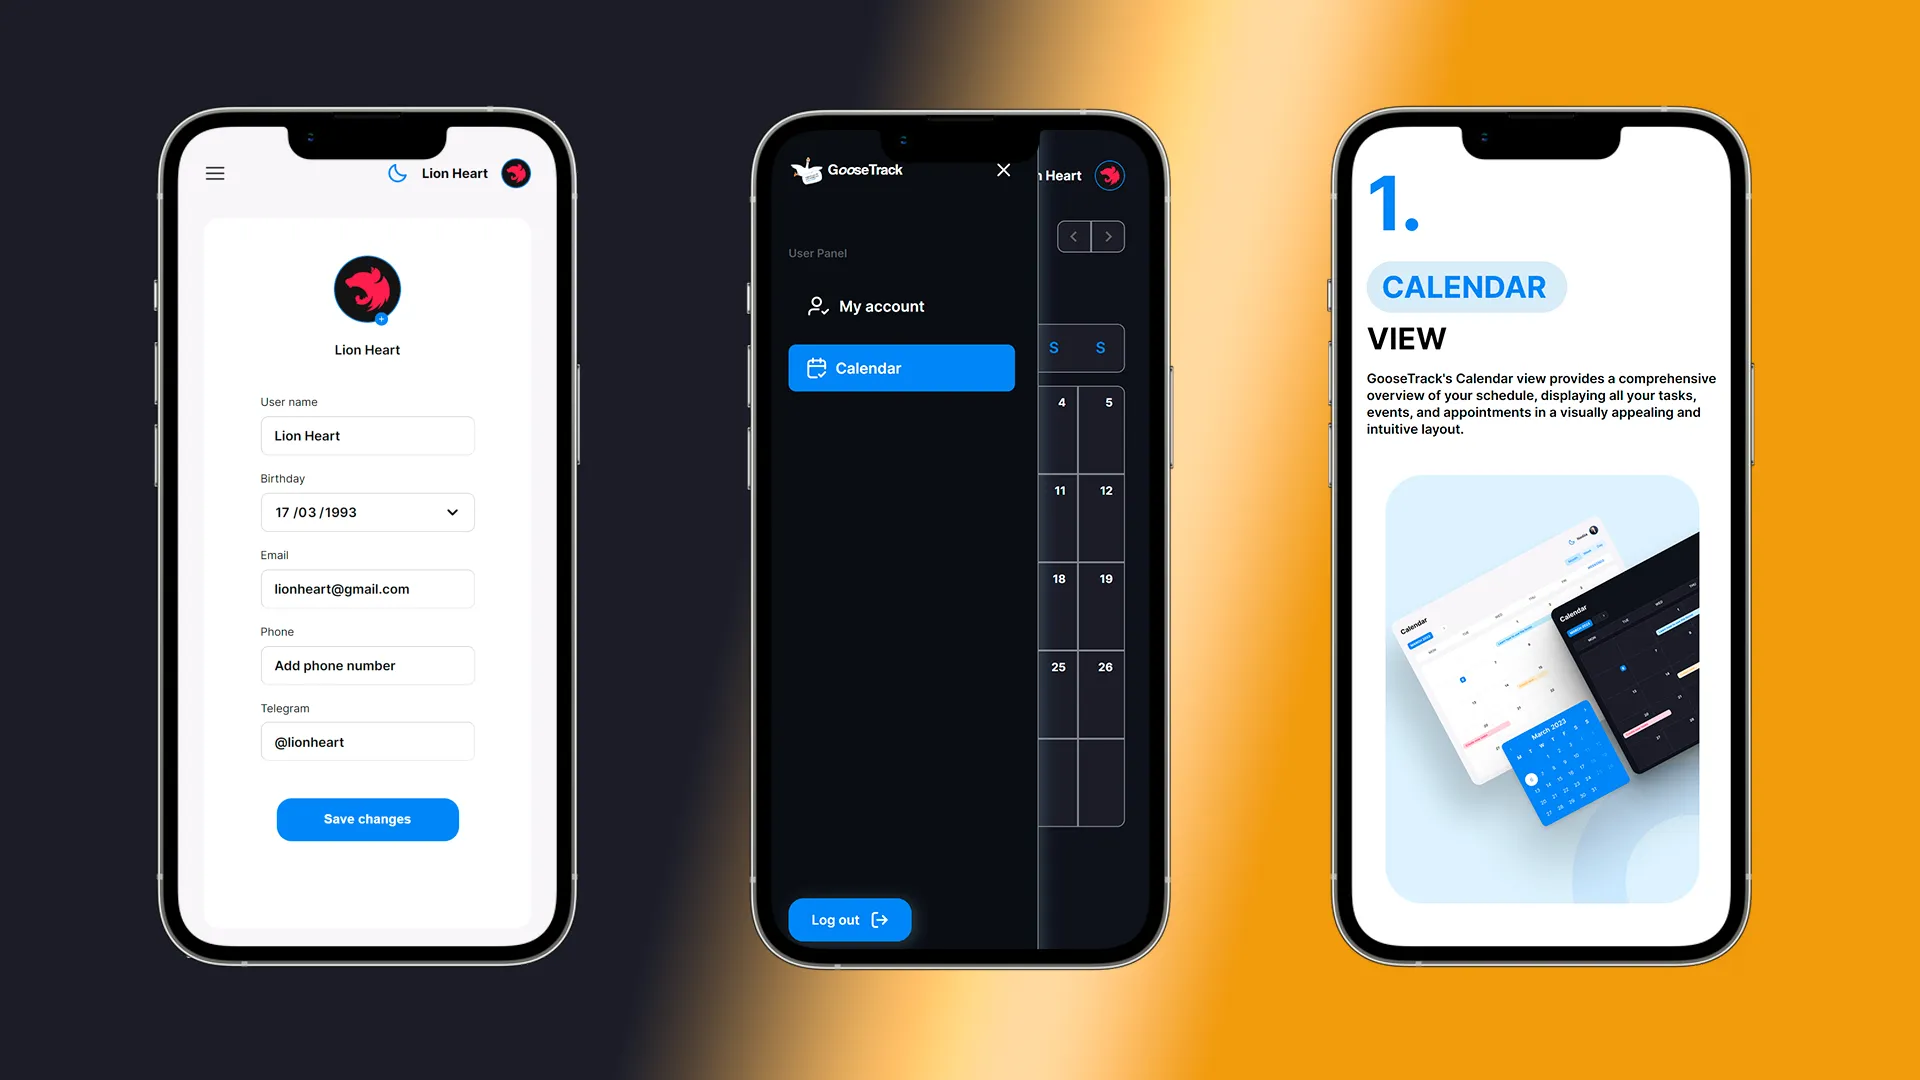 Lion Heart
Lion Heart
User name
Lion Heart
Birthday
17 /03 /1993
Email
lionheart@gmail.com
Phone
Add phone number
Telegram
@lionheart
Save changes
GooseTrack
Heart
User Panel
My account
Calendar
S S
4 5
11 12
18 19
25 26
Log out
1.
CALENDAR
VIEW
GooseTrack's Calendar view provides a comprehensive
overview of your schedule, displaying all your tasks,
events, and appointments in a visually appealing and
intuitive layout.
Calendar
Calendar
March 2023